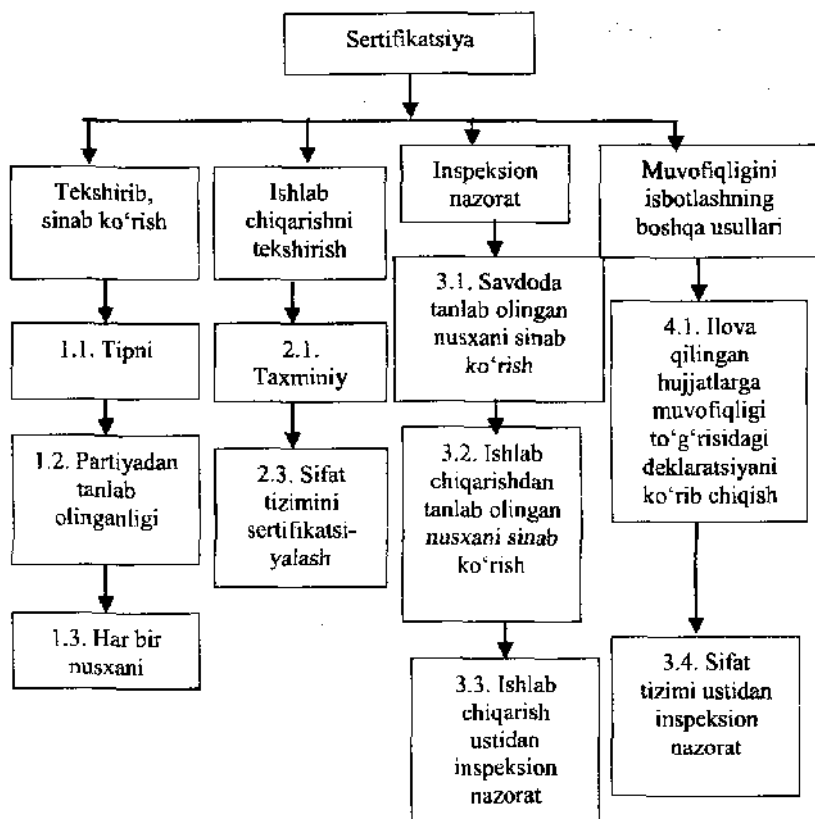 Sertifikatsiya
Tekshirib,
sinab ko‘rish
Ishlab
chiqarishni
tekshirish
Inspeksion
nazorat
Muvofiqligini
isbotlashning
boshqa usullari
1.1. Tipni
1.2. Partiyadan
tanlab
olinganligi
1.3. Har bir
nusxani
2.1.
Taxminiy
2.3. Sifat
tizimini
sertifikatsi-
yalash
3.1. Savdoda
tanlab olingan
nusxani sinab
ko‘rish
3.2. Ishlab
chiqarishdan
tanlab olingan
nusxani sinab
ko‘rish
3.3. Ishlab
chiqarish
ustidan
inspeksion
nazorat
4.1. Ilova
qilingan
hujjatlarga
muvofiqligi
to‘g‘risidagi
deklaratsiyani
ko‘rib chiqish
3.4. Sifat
tizimi ustidan
inspeksion
nazorat